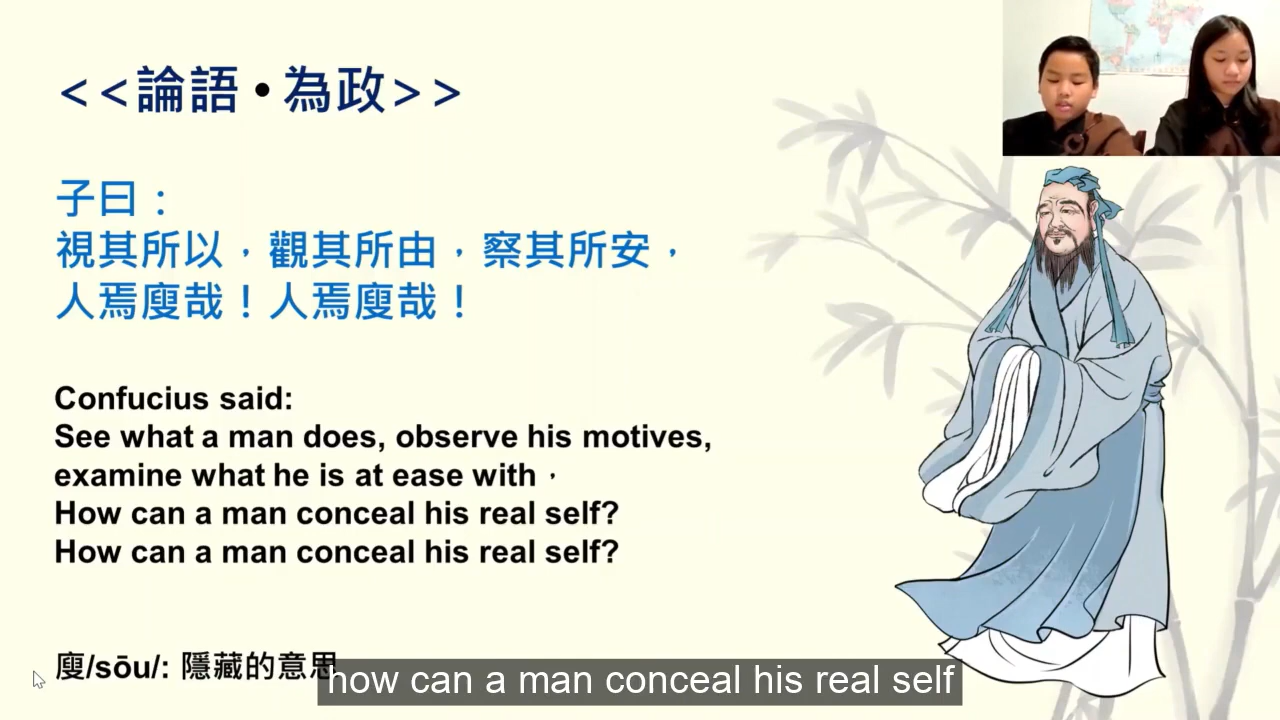 <<論語•為政>>
子曰：
視其所以，觀其所由，察其所安，
人焉廋哉！人焉廋哉！
Confucius said:
See what a man does, observe his motives,
examine what he is at ease with，
How can a man conceal his real self?
How can a man conceal his real self?
廋/sōu/: 隱藏的意思
how can a man conceal his real self